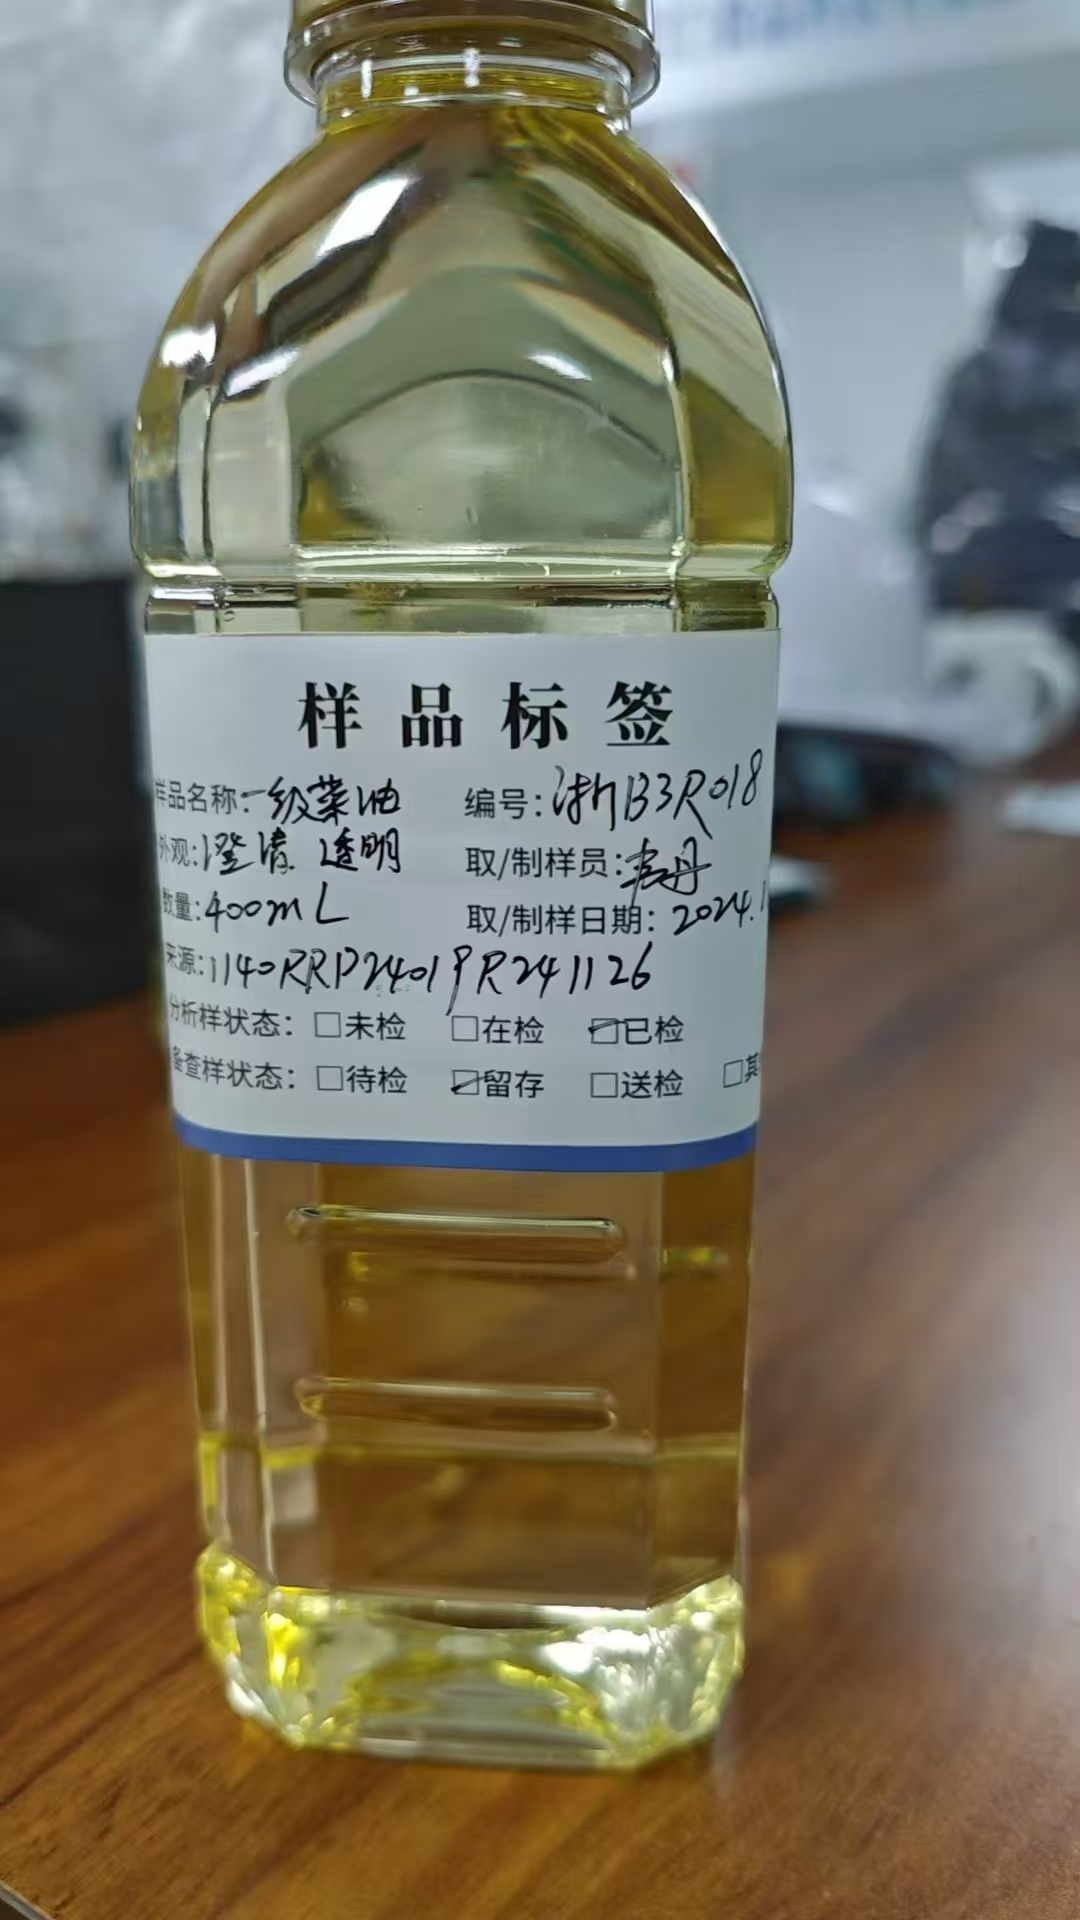 样品标签
样品名称:一级菜油 编号:浙B3R018
外观:澄清 透明 取/制样员:韦丹
数量:400mL 取/制样日期:2024.1
来源:1140RRP24019R241126
分析样状态: □未检 □在检 ☑已检
备查样状态: □待检 ☑留存 □送检 □其